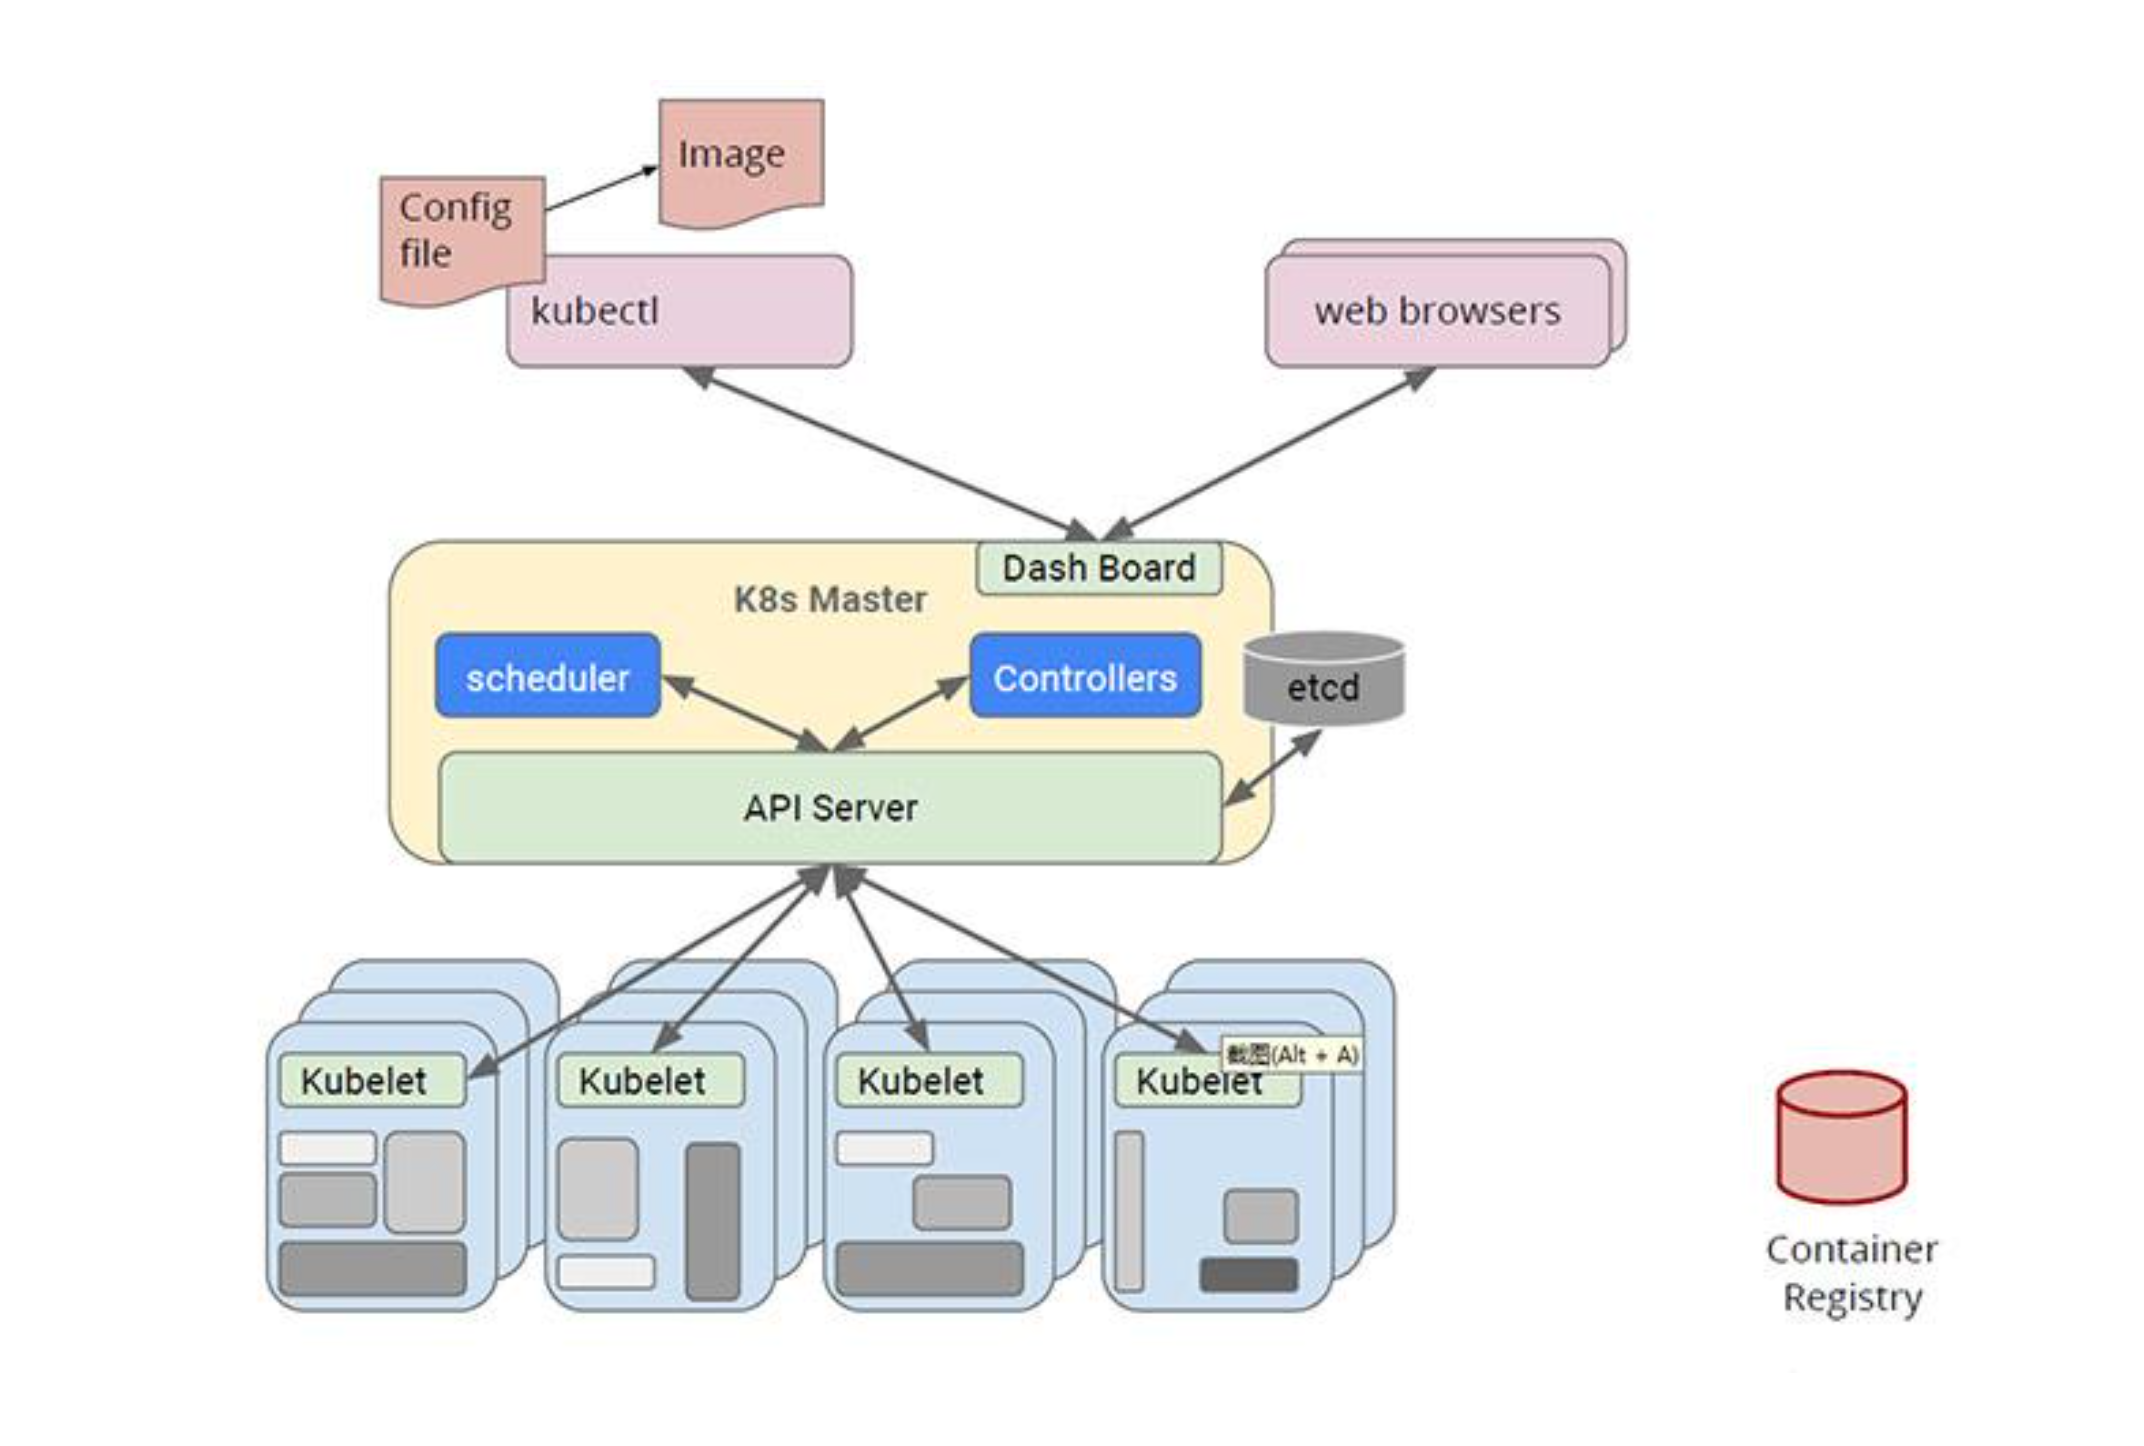 Image
Config
file
kubectl
web browsers
Dash Board
K8s Master
scheduler
Controllers
etcd
API Server
截图(Alt + A)
Kubelet
Kubelet
Kubelet
Kubelet
Container
Registry